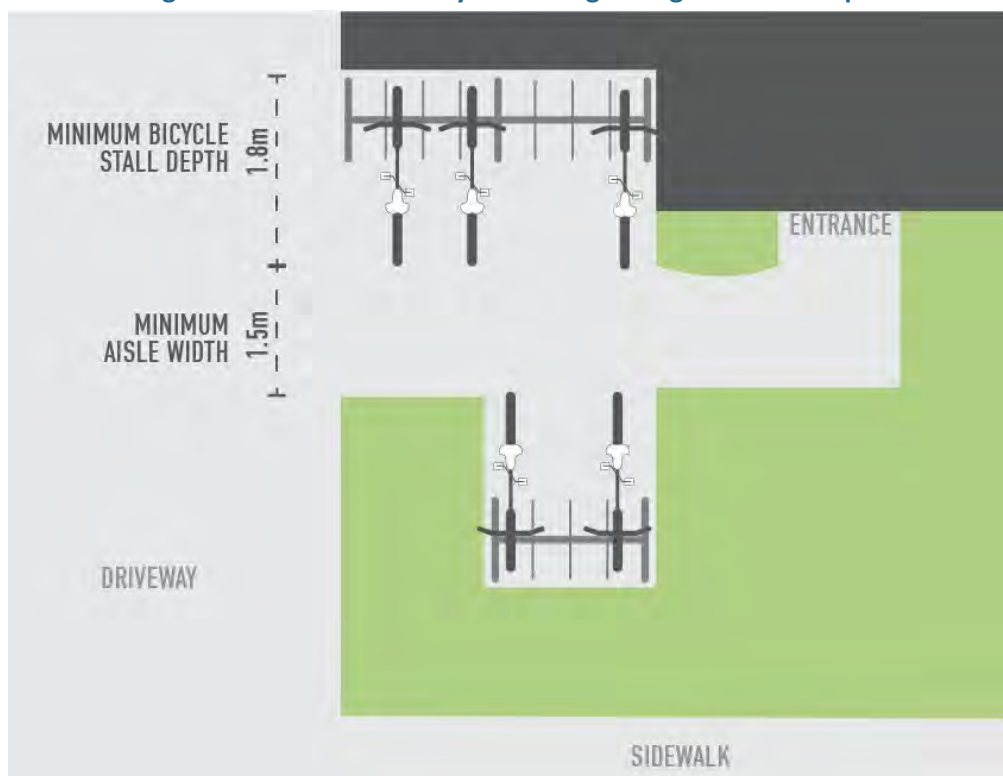 MINIMUM BICYCLE
STALL DEPTH
1.8m
ENTRANCE
MINIMUM
AISLE WIDTH
1.5m
DRIVEWAY
SIDEWALK